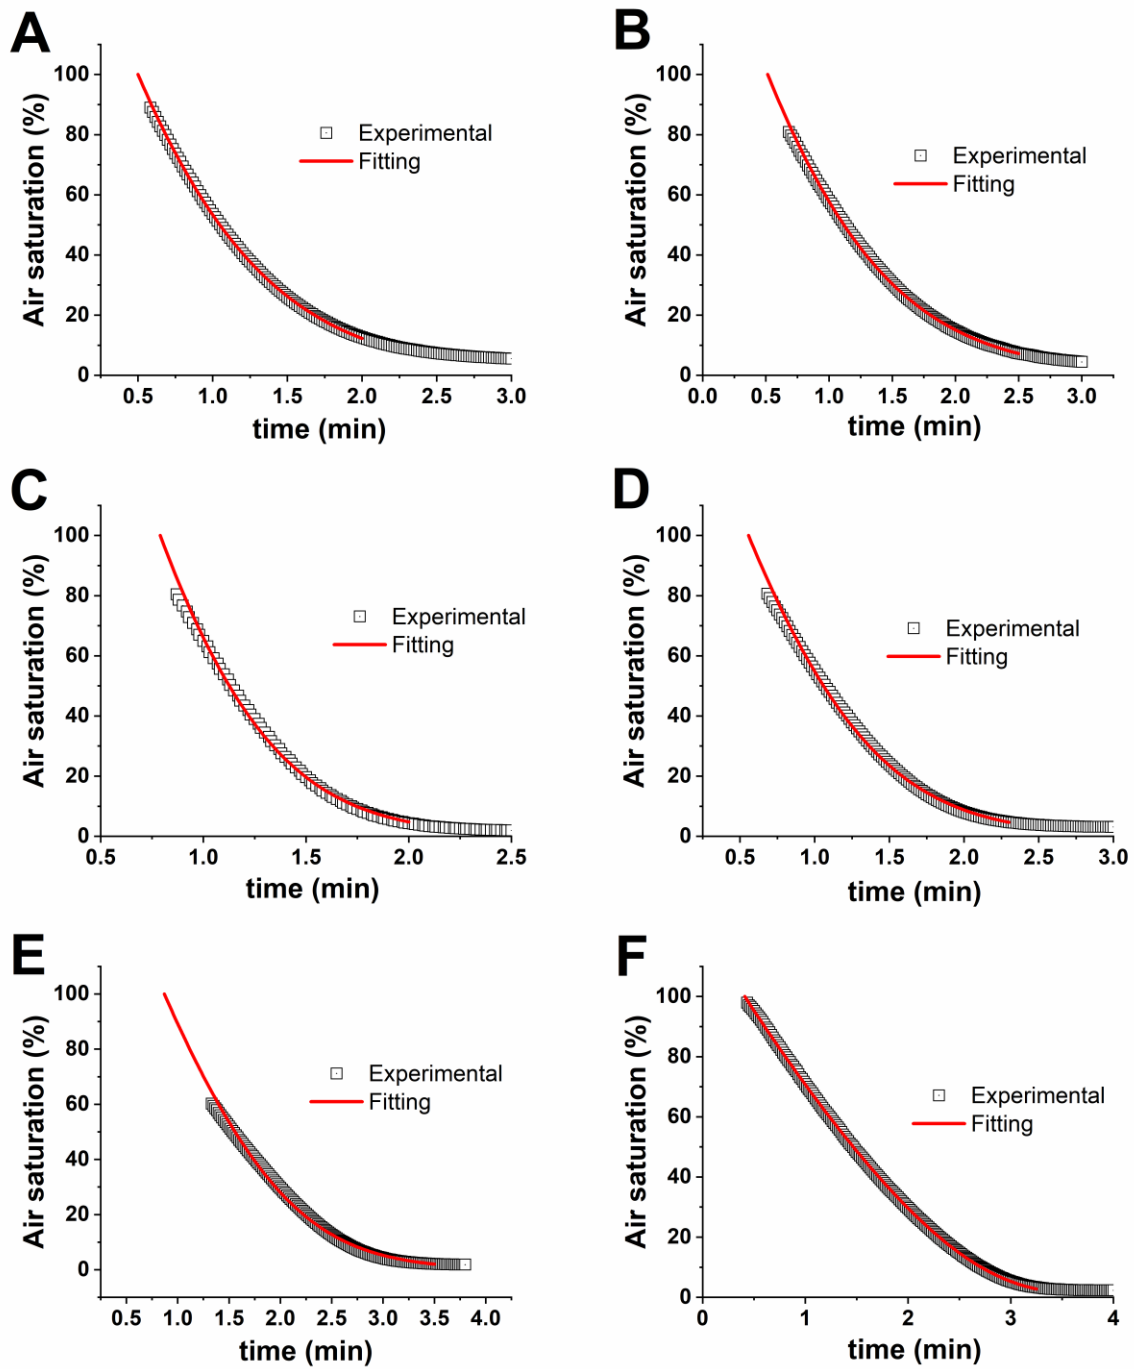 A
Air saturation (%)
100
80
60
40
20
0
Experimental
Fitting
0.5 1.0 1.5 2.0 2.5 3.0
time (min)
B
Air saturation (%)
100
80
60
40
20
0
Experimental
Fitting
0.0 0.5 1.0 1.5 2.0 2.5 3.0
time (min)
C
Air saturation (%)
100
80
60
40
20
0
Experimental
Fitting
0.5 1.0 1.5 2.0 2.5
time (min)
D
Air saturation (%)
100
80
60
40
20
0
Experimental
Fitting
0.5 1.0 1.5 2.0 2.5 3.0
time (min)
E
Air saturation (%)
100
80
60
40
20
0
Experimental
Fitting
0.5 1.0 1.5 2.0 2.5 3.0 3.5 4.0
time (min)
F
Air saturation (%)
100
80
60
40
20
0
Experimental
Fitting
0 1 2 3 4
time (min)